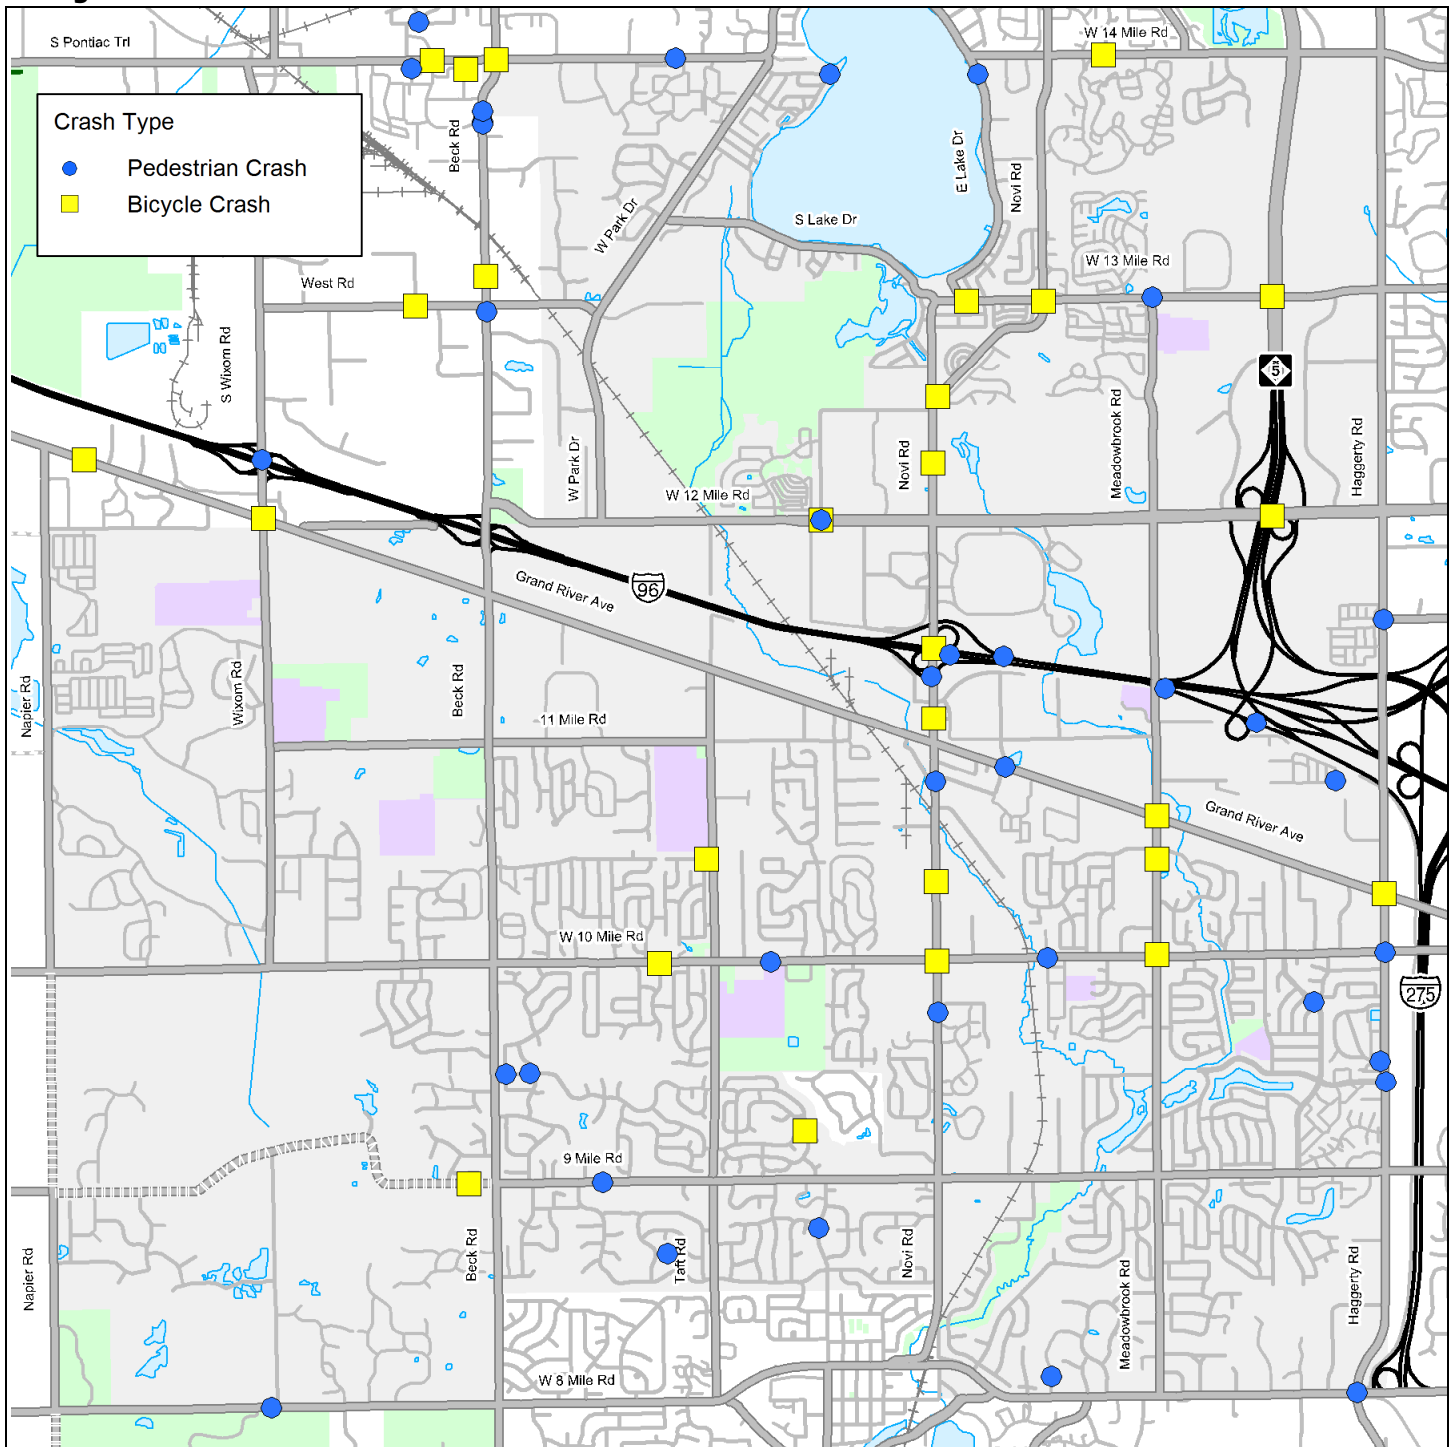 S Pontiac Trl
W 14 Mile Rd
Crash Type
Pedestrian Crash
Bicycle Crash
Beck Rd
E Lake Dr
Novi Rd
W Park Dr
S Lake Dr
W 13 Mile Rd
West Rd
S Wixom Rd
M
5
Meadowbrook Rd
Haggerty Rd
Novi Rd
W Park Dr
W 12 Mile Rd
96
Grand River Ave
Napier Rd
Wixom Rd
Beck Rd
11 Mile Rd
Grand River Ave
W 10 Mile Rd
275
9 Mile Rd
Napier Rd
Beck Rd
Taft Rd
Novi Rd
Meadowbrook Rd
Haggerty Rd
W 8 Mile Rd